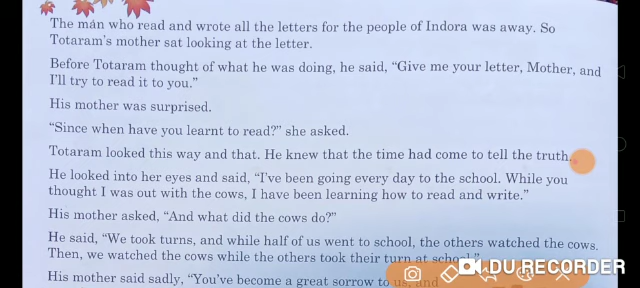 The man who read and wrote all the letters for the people of Indora was away. So
Totaram's mother sat looking at the letter.
Before Totaram thought of what he was doing, he said, “Give me your letter, Mother, and
I'll try to read it to you.”
His mother was surprised.
“Since when have you learnt to read?” she asked.
Totaram looked this way and that. He knew that the time had come to tell the truth.
He looked into her eyes and said, “I've been going every day to the school. While you
thought I was out with the cows, I have been learning how to read and write.”
His mother asked, “And what did the cows do?”
He said, “We took turns, and while half of us went to school, the others watched the cows.
Then, we watched the cows while the others took their turn at school.”
His mother said sadly, “You've become a great sorrow to us, and
DU RECORDER